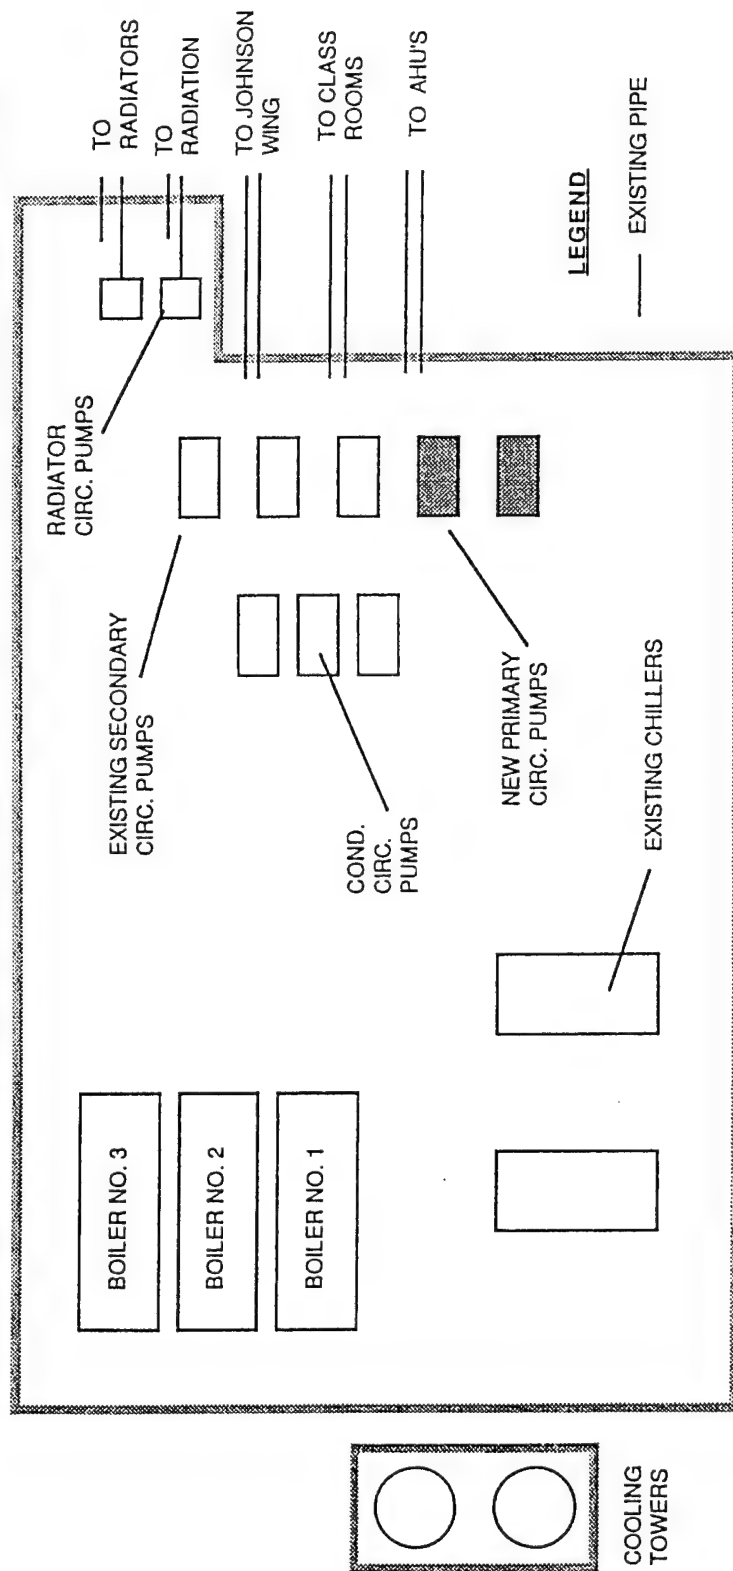 TO
RADIATORS
TO
RADIATION
TO JOHNSON
WING
TO CLASS
ROOMS
TO AHU'S
LEGEND
EXISTING PIPE
RADIATOR
CIRC. PUMPS
EXISTING SECONDARY
CIRC. PUMPS
COND.
CIRC.
PUMPS
NEW PRIMARY
CIRC. PUMPS
EXISTING CHILLERS
BOILER NO. 3
BOILER NO. 2
BOILER NO. 1
COOLING
TOWERS